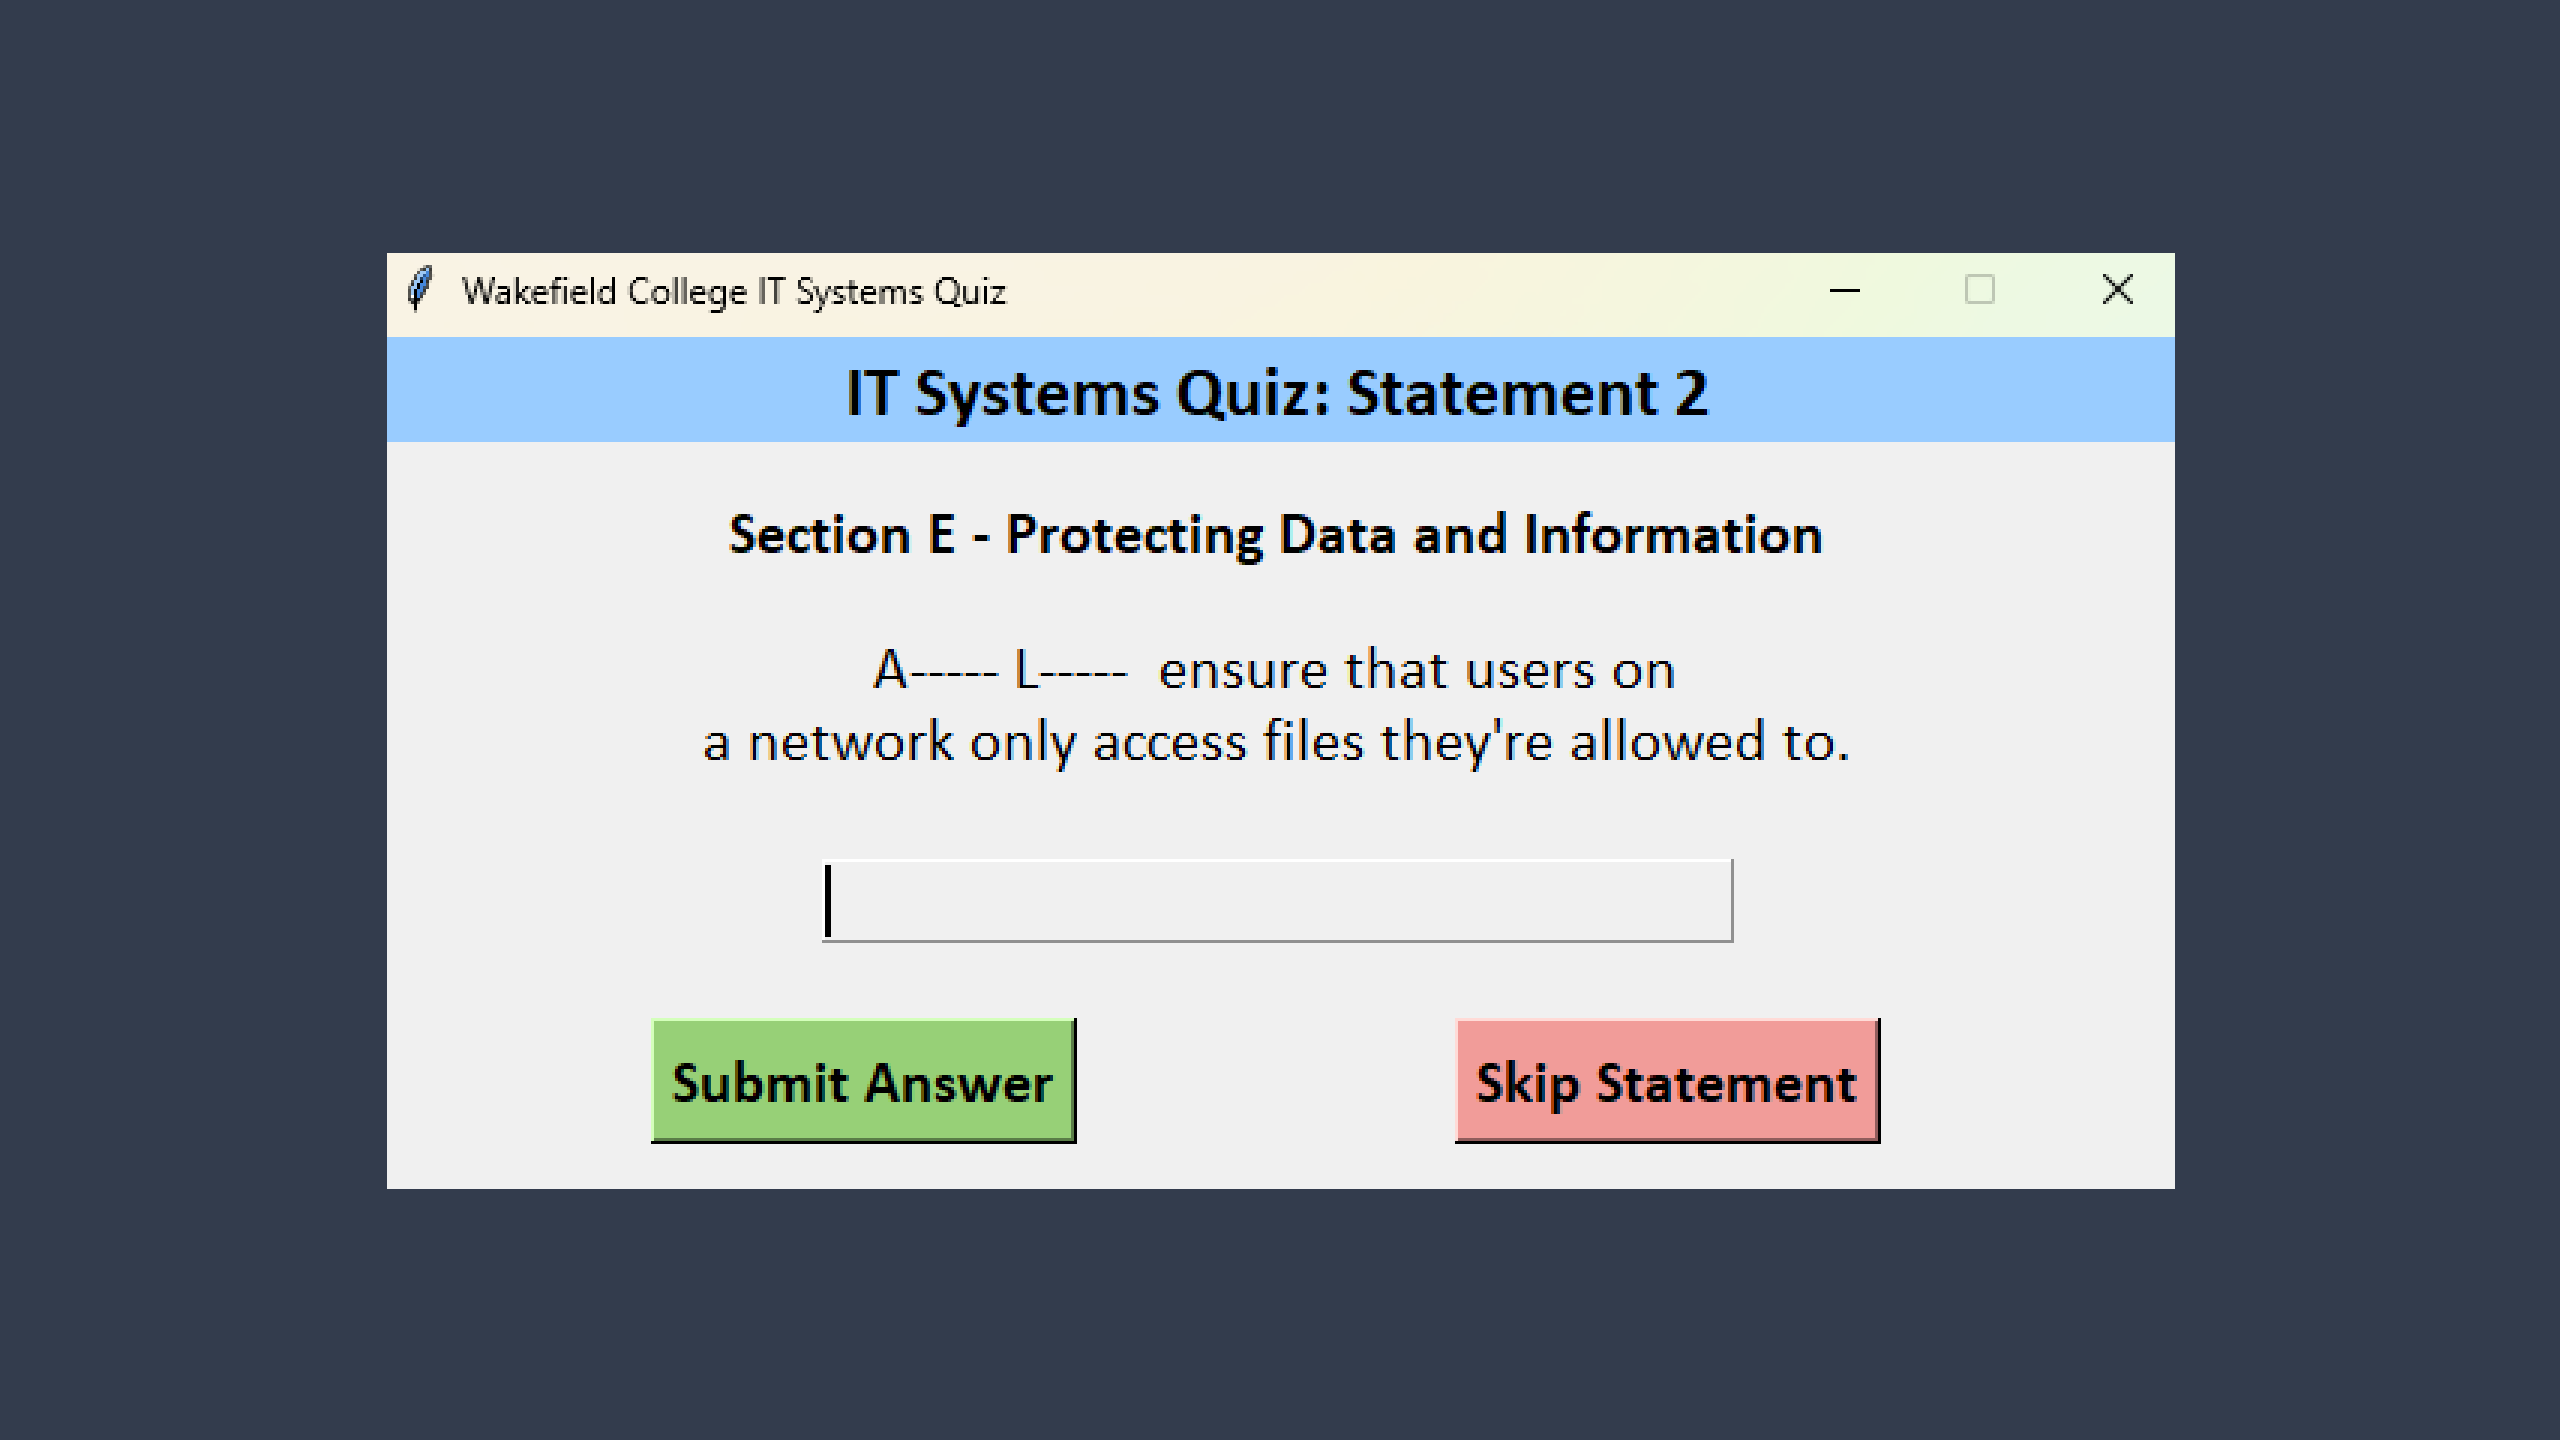 Wakefield College IT Systems Quiz
IT Systems Quiz: Statement 2
Section E - Protecting Data and Information
A----- L-----  ensure that users on
a network only access files they're allowed to.
Submit Answer
Skip Statement